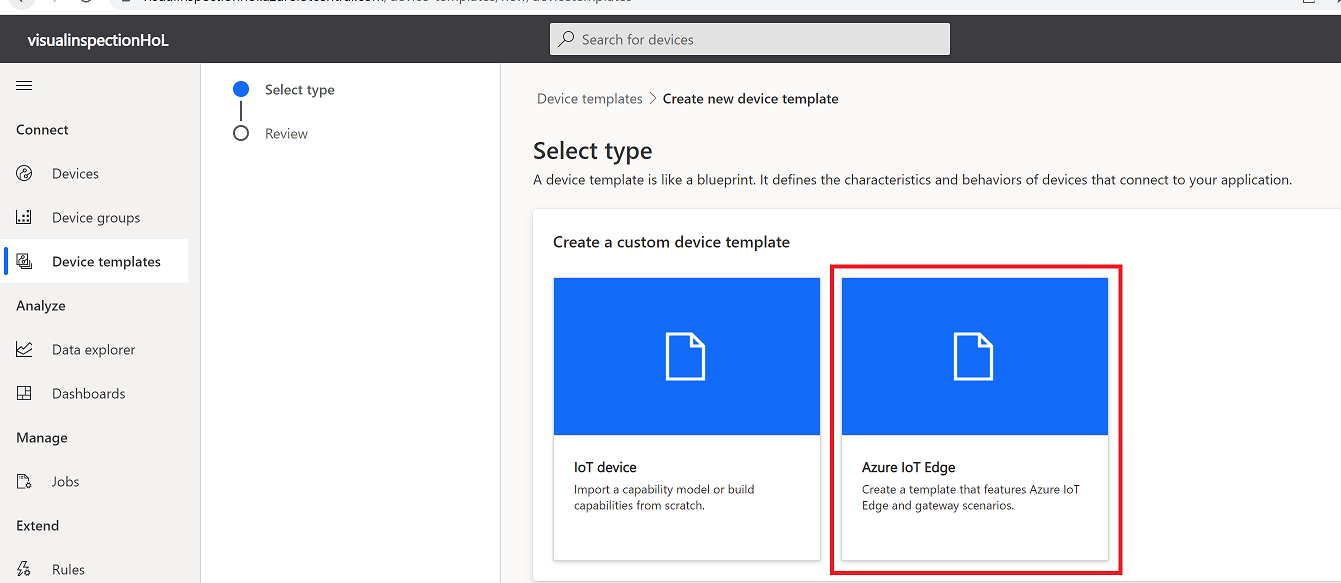 visualinspectionHoL
Search for devices
Connect
Devices
Device groups
Device templates
Analyze
Data explorer
Dashboards
Manage
Jobs
Extend
Rules
Select type
Review
Device templates > Create new device template
Select type
A device template is like a blueprint. It defines the characteristics and behaviors of devices that connect to your application.
Create a custom device template
IoT device
Import a capability model or build
capabilities from scratch.
Azure IoT Edge
Create a template that features Azure IoT
Edge and gateway scenarios.